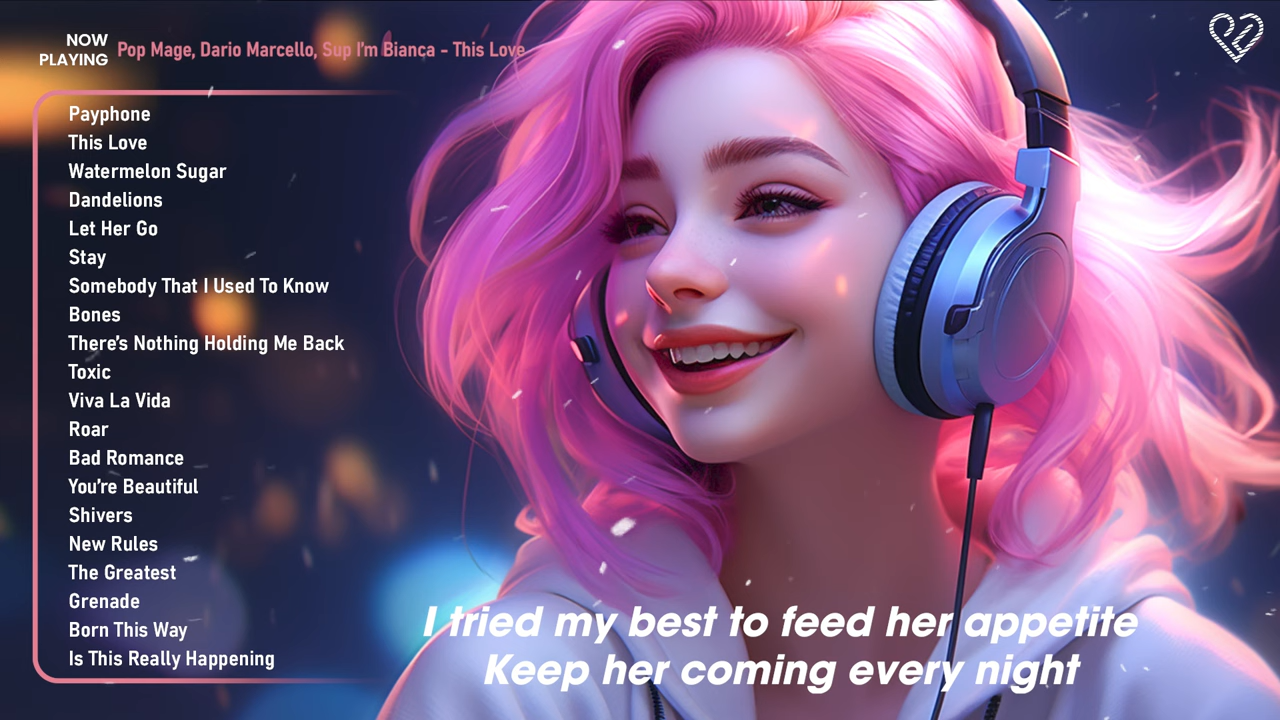 NOW
PLAYING
Pop Mage, Dario Marcello, Sup I'm Bianca - This Love
Payphone
This Love
Watermelon Sugar
Dandelions
Let Her Go
Stay
Somebody That I Used To Know
Bones
There's Nothing Holding Me Back
Toxic
Viva La Vida
Roar
Bad Romance
You're Beautiful
Shivers
New Rules
The Greatest
Grenade
Born This Way
Is This Really Happening
I tried my best to feed her appetite
Keep her coming every night